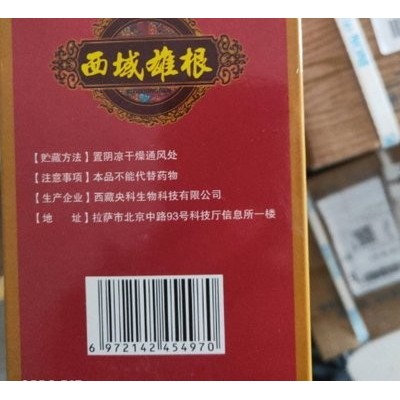 西域雄根
【贮藏方法】置阴凉干燥通风处
【注意事项】本品不能代替药物
【生产企业】西藏央科生物科技有限公司
【地　　址】拉萨市北京中路93号科技厅信息所一楼
6 972142 454970